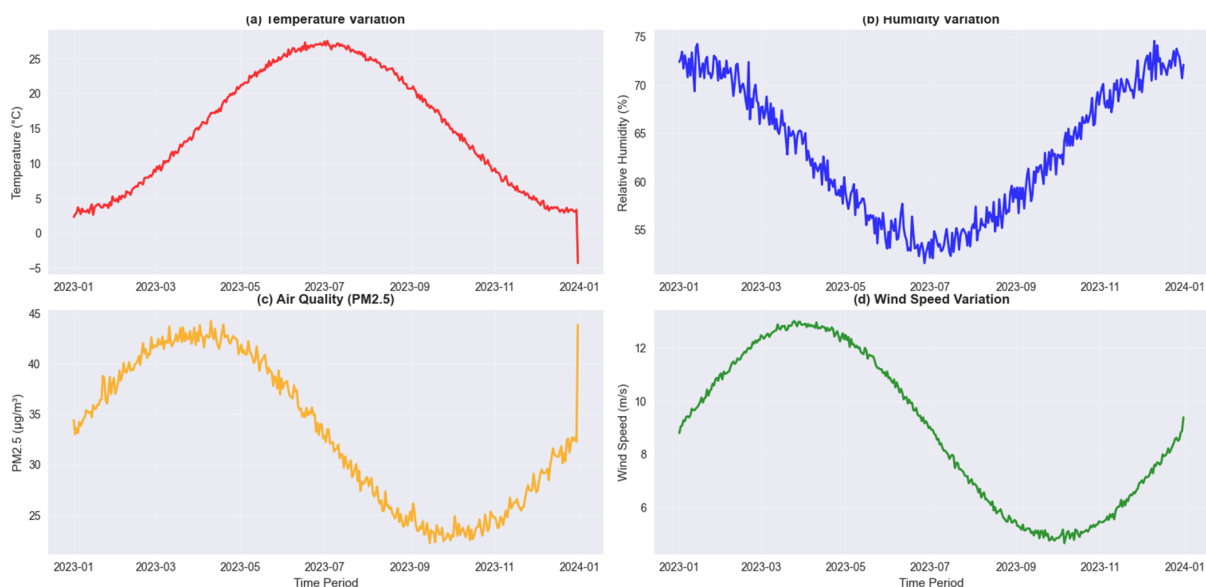 (a) Temperature Variation
Temperature (°C)
25
20
15
10
5
0
−5
2023-01 2023-03 2023-05 2023-07 2023-09 2023-11 2024-01
(b) Humidity Variation
Relative Humidity (%)
75
70
65
60
55
2023-01 2023-03 2023-05 2023-07 2023-09 2023-11 2024-01
(c) Air Quality (PM2.5)
PM2.5 (µg/m³)
45
40
35
30
25
2023-01 2023-03 2023-05 2023-07 2023-09 2023-11 2024-01
Time Period
(d) Wind Speed Variation
Wind Speed (m/s)
12
10
8
6
2023-01 2023-03 2023-05 2023-07 2023-09 2023-11 2024-01
Time Period